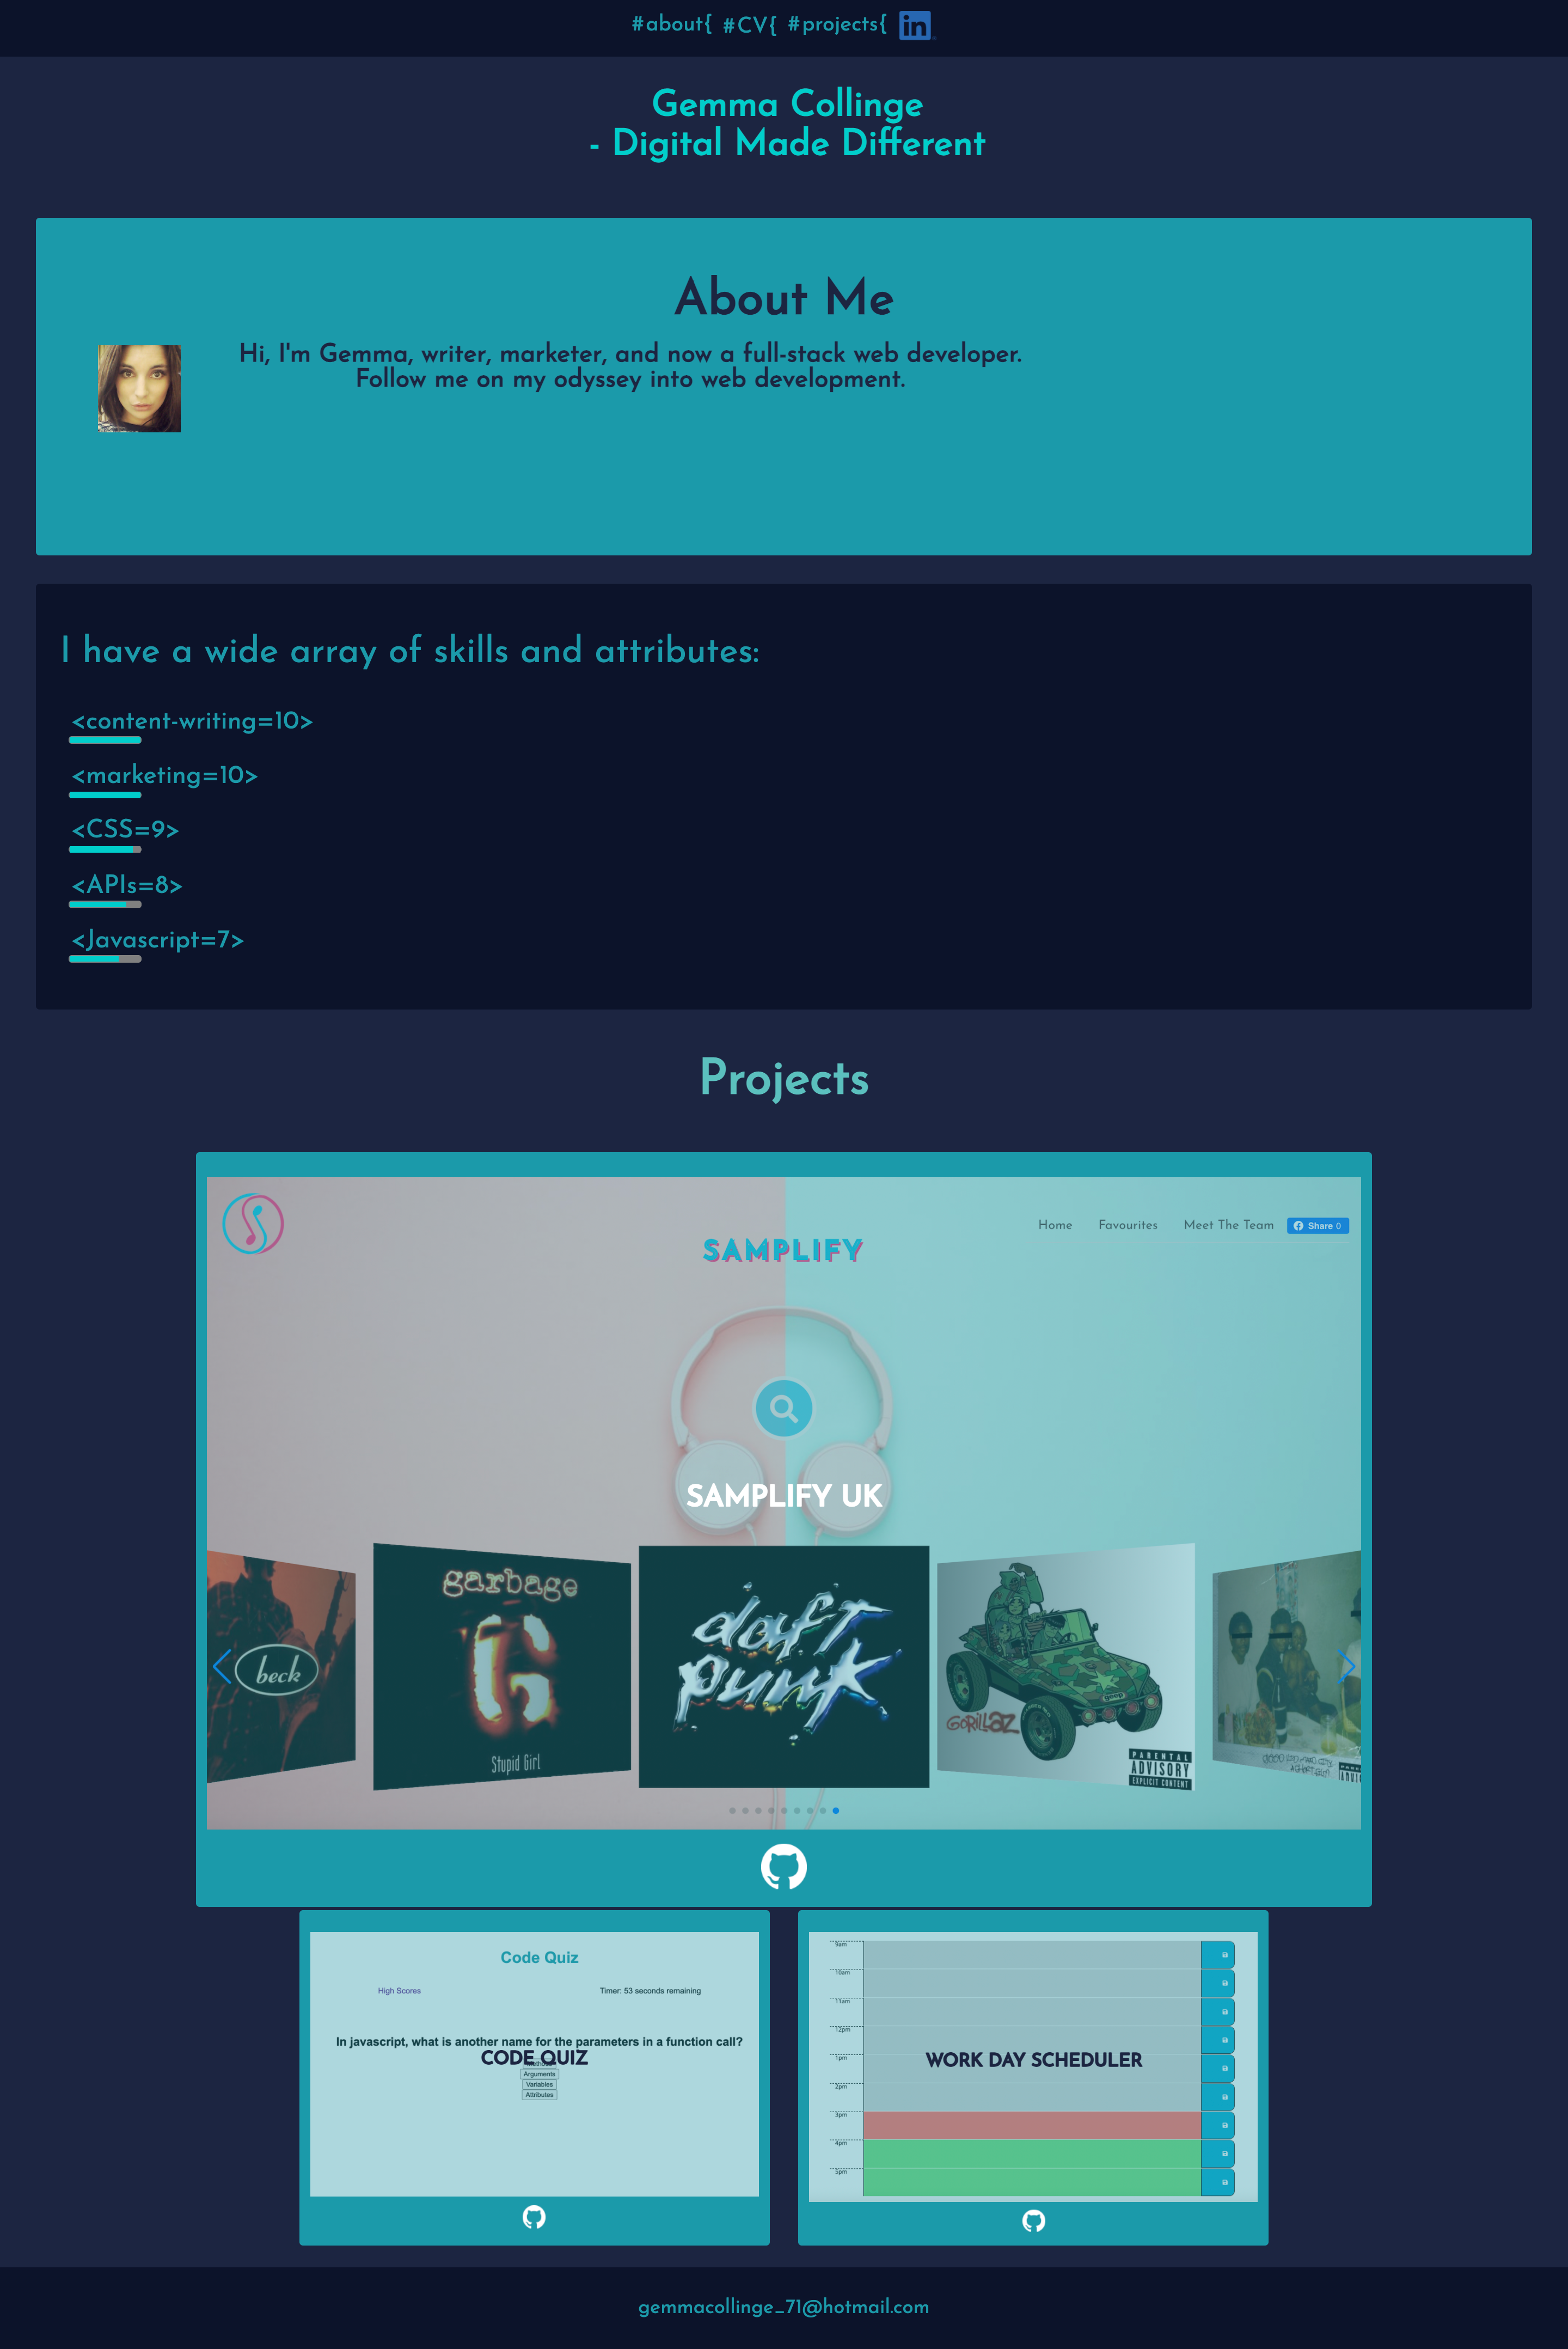 #about{ #CV{ #projects{ in
Gemma Collinge
- Digital Made Different
About Me
Hi, I'm Gemma, writer, marketer, and now a full-stack web developer.
Follow me on my odyssey into web development.
I have a wide array of skills and attributes:
<content-writing=10>
<marketing=10>
<CSS=9>
<APIs=8>
<Javascript=7>
Projects
Home Favourites Meet The Team Share 0
SAMPLIFY
SAMPLIFY UK
beck
garbage
G
Stupid Girl
daft
punk
GORILLAZ
PARENTAL
ADVISORY
EXPLICIT CONTENT
Code Quiz
High Scores Timer: 53 seconds remaining
In javascript, what is another name for the parameters in a function call?
CODE QUIZ
Arguments
Variables
Attributes
9am
10am
11am
12pm
1pm
WORK DAY SCHEDULER
2pm
3pm
4pm
5pm
gemmacollinge_71@hotmail.com